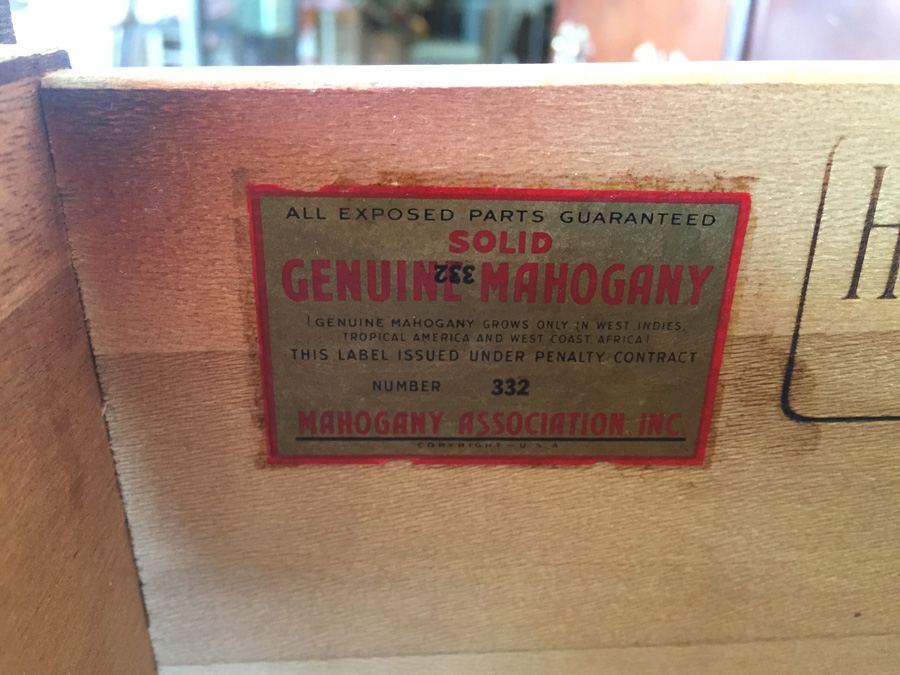 ALL EXPOSED PARTS GUARANTEED
SOLID
GENUINE MAHOGANY
332
(GENUINE MAHOGANY GROWS ONLY IN WEST INDIES,
TROPICAL AMERICA AND WEST COAST AFRICA)
THIS LABEL ISSUED UNDER PENALTY CONTRACT
NUMBER 332
MAHOGANY ASSOCIATION, INC.
COPYRIGHT-U.S.A
H